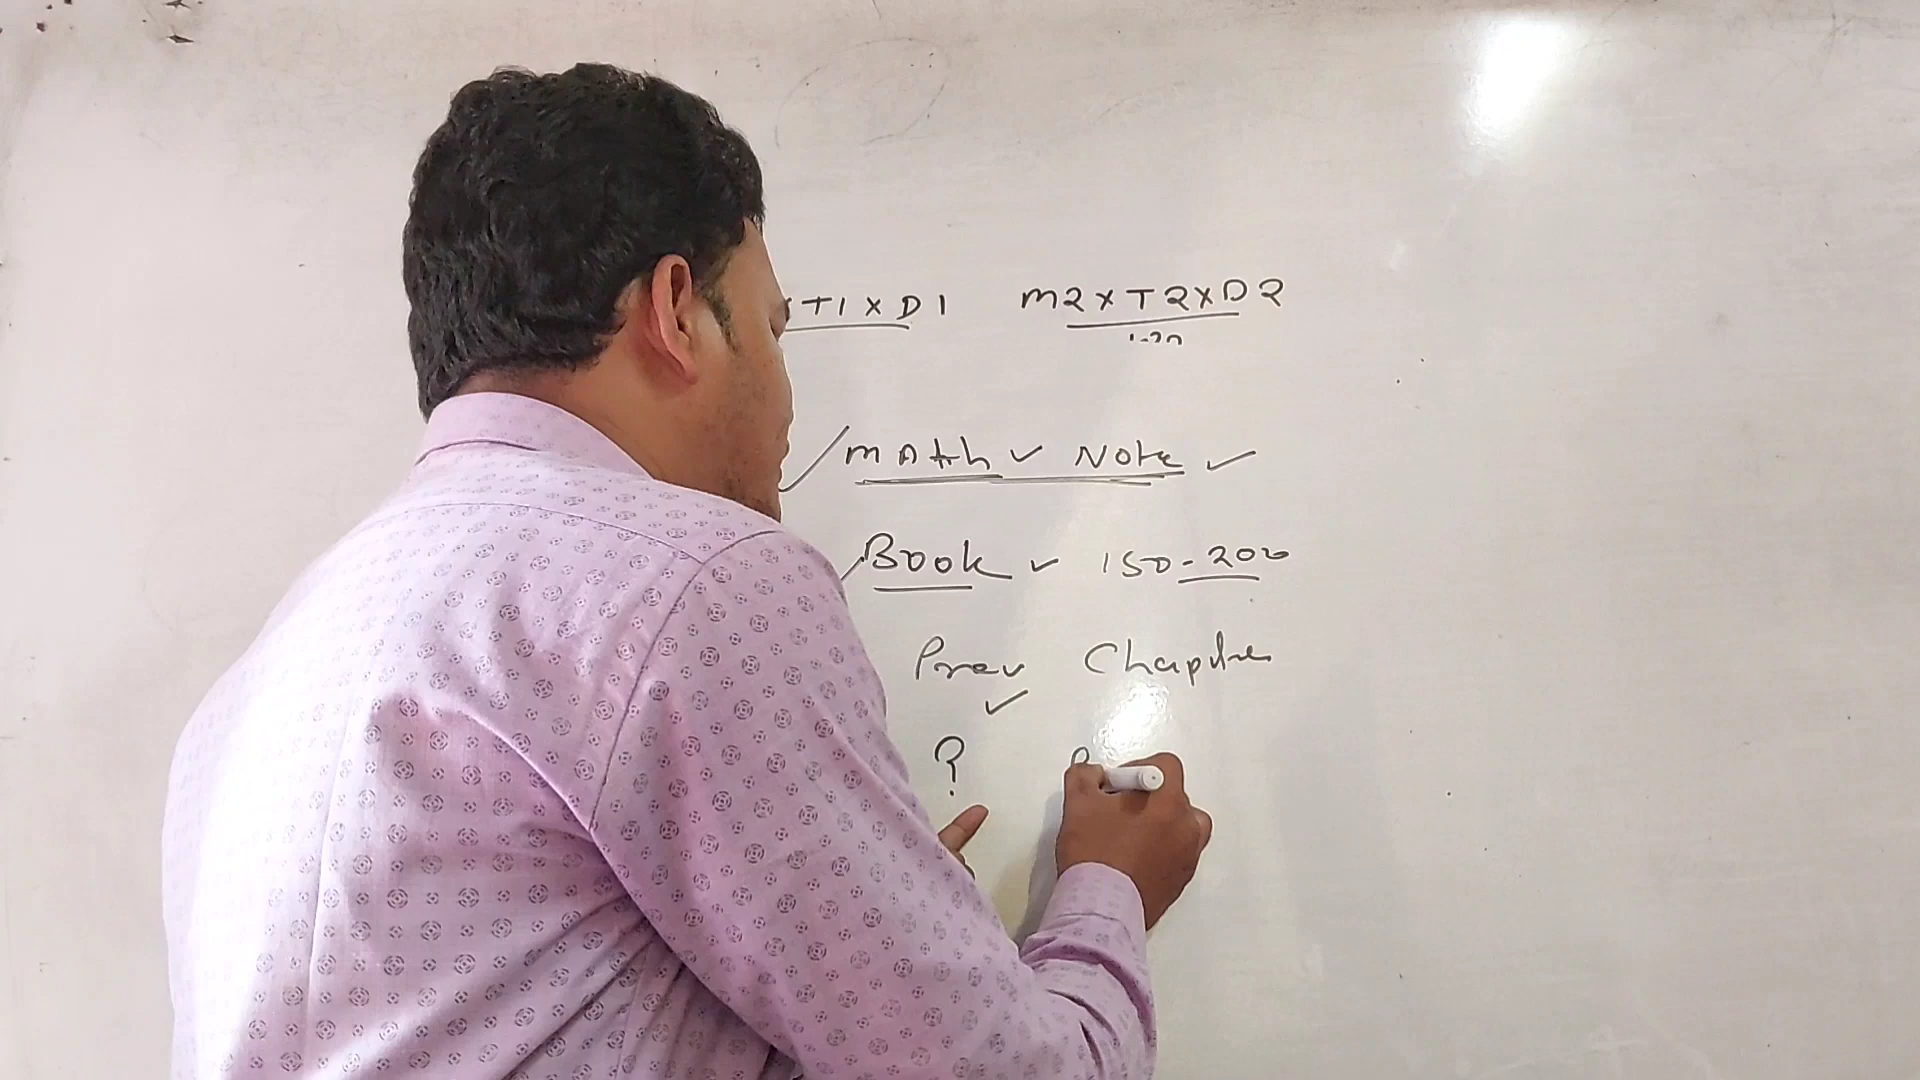 T1 X D1 M2 X T2 X D2
MAth ✓ Note ✓
Book ✓ 150-200
Prev Chapter
✓
?